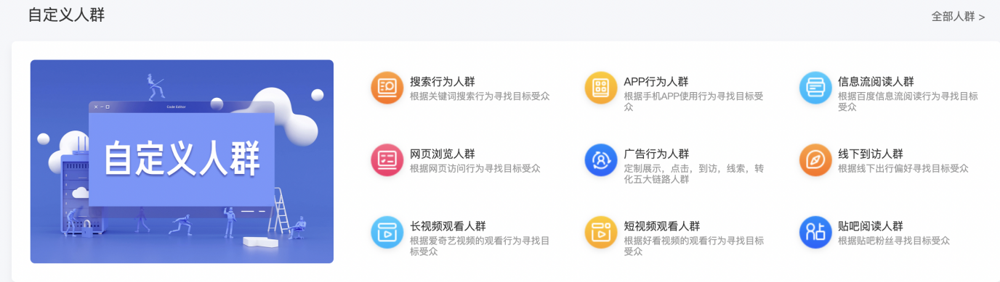 自定义人群
全部人群 >
Code Editor
自定义人群
搜索行为人群
根据关键词搜索行为寻找目标受众
APP行为人群
根据手机APP使用行为寻找目标受
众
信息流阅读人群
根据百度信息流阅读行为寻找目标
受众
网页浏览人群
根据网页访问行为寻找目标受众
广告行为人群
定制展示，点击，到访，线索，转
化五大链路人群
线下到访人群
根据线下出行偏好寻找目标受众
长视频观看人群
根据爱奇艺视频的观看行为寻找目
标受众
短视频观看人群
根据好看视频的观看行为寻找目标
受众
贴吧阅读人群
根据贴吧粉丝寻找目标受众